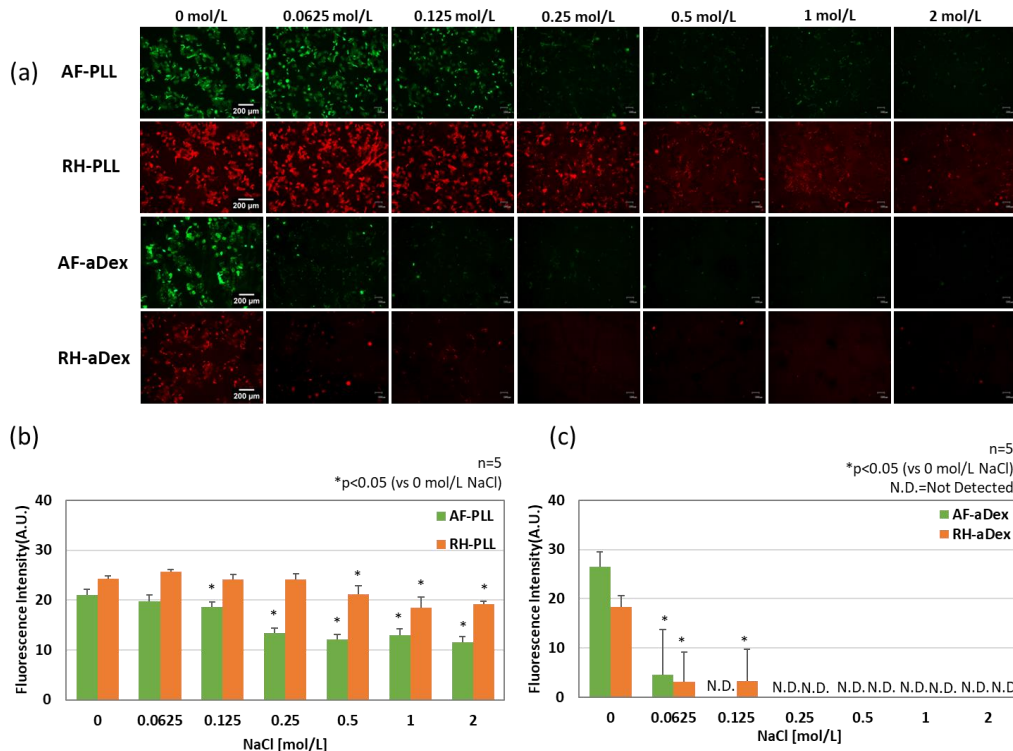 0 mol/L 0.0625 mol/L 0.125 mol/L 0.25 mol/L 0.5 mol/L 1 mol/L 2 mol/L
(a)
AF-PLL
200 µm
RH-PLL
200 µm
AF-aDex
200 µm
RH-aDex
200 µm
(b)
n=5
*p<0.05 (vs 0 mol/L NaCl)
AF-PLL
RH-PLL
Fluorescence Intensity(A.U.)
40
30
20
10
0
* * * * * * * *
0 0.0625 0.125 0.25 0.5 1 2
NaCl [mol/L]
(c)
n=5
*p<0.05 (vs 0 mol/L NaCl)
N.D.=Not Detected
AF-aDex
RH-aDex
Fluorescence Intensity(A.U.)
40
30
20
10
0
* * *
N.D. N.D.N.D. N.D. N.D. N.D.N.D. N.D.N.D.
0 0.0625 0.125 0.25 0.5 1 2
NaCl [mol/L]